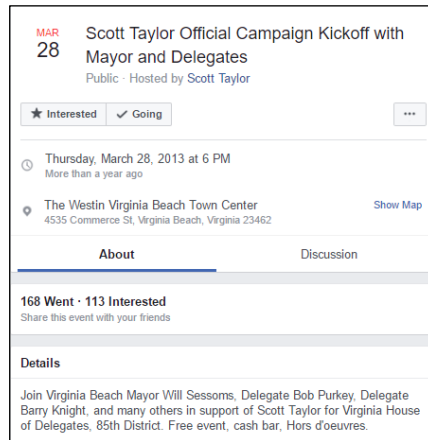 MAR
28
Scott Taylor Official Campaign Kickoff with
Mayor and Delegates
Public · Hosted by Scott Taylor
★ Interested ✓ Going ···
Thursday, March 28, 2013 at 6 PM
More than a year ago
The Westin Virginia Beach Town Center Show Map
4535 Commerce St, Virginia Beach, Virginia 23462
About Discussion
168 Went · 113 Interested
Share this event with your friends
Details
Join Virginia Beach Mayor Will Sessoms, Delegate Bob Purkey, Delegate
Barry Knight, and many others in support of Scott Taylor for Virginia House
of Delegates, 85th District. Free event, cash bar, Hors d'oeuvres.